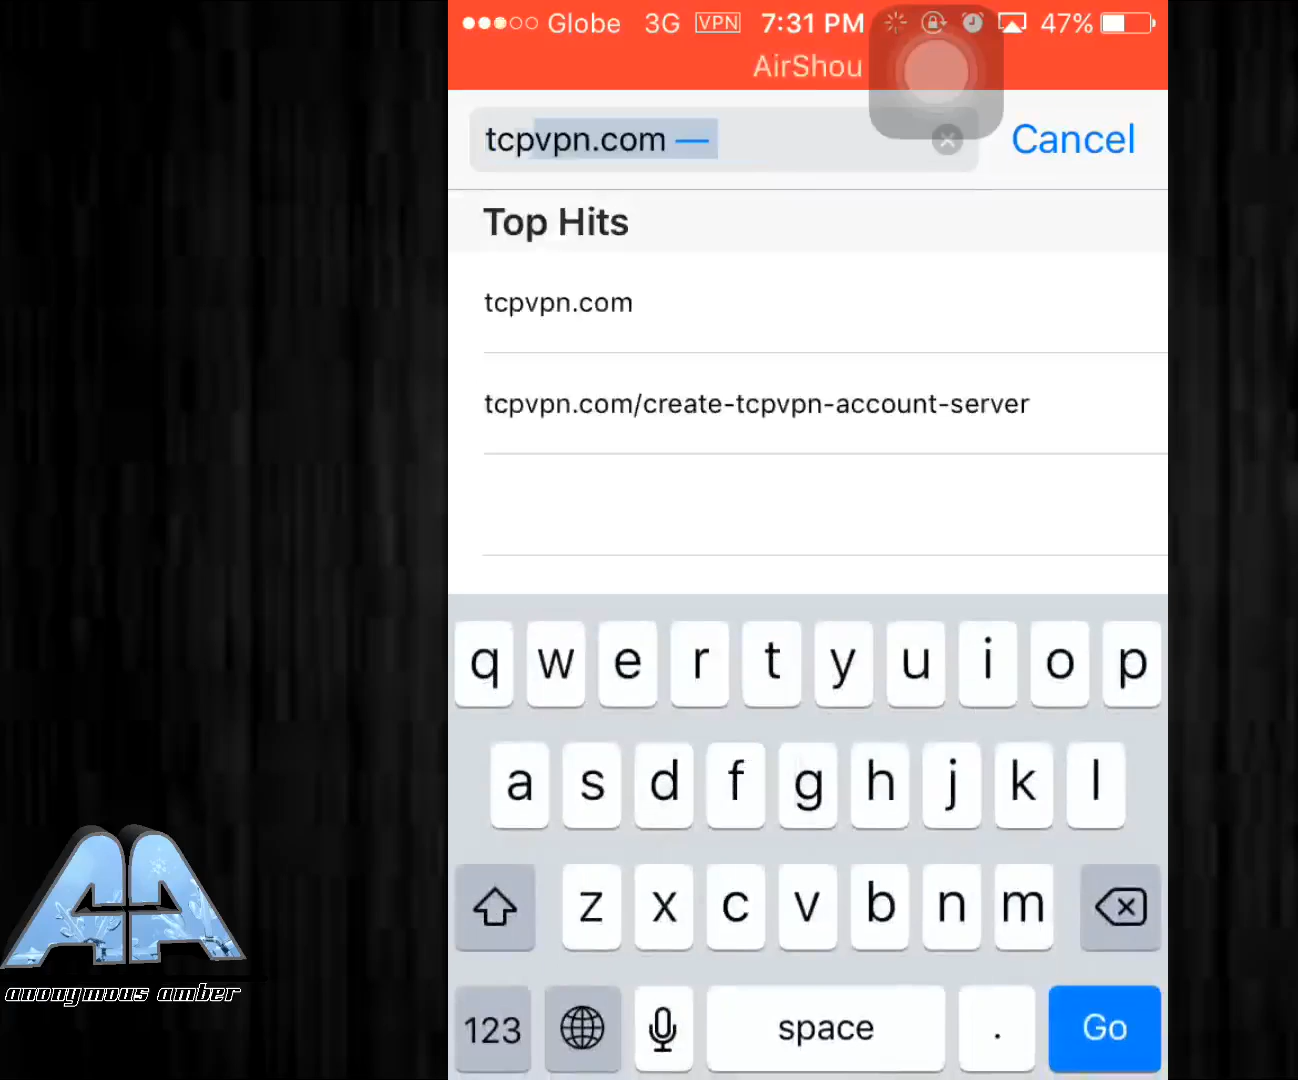 Globe 3G VPN 7:31 PM 47%
AirShou
tcpvpn.com — Cancel
Top Hits
tcpvpn.com
tcpvpn.com/create-tcpvpn-account-server
q w e r t y u i o p
a s d f g h j k l
z x c v b n m
123 space . Go
AA
anonymous amber